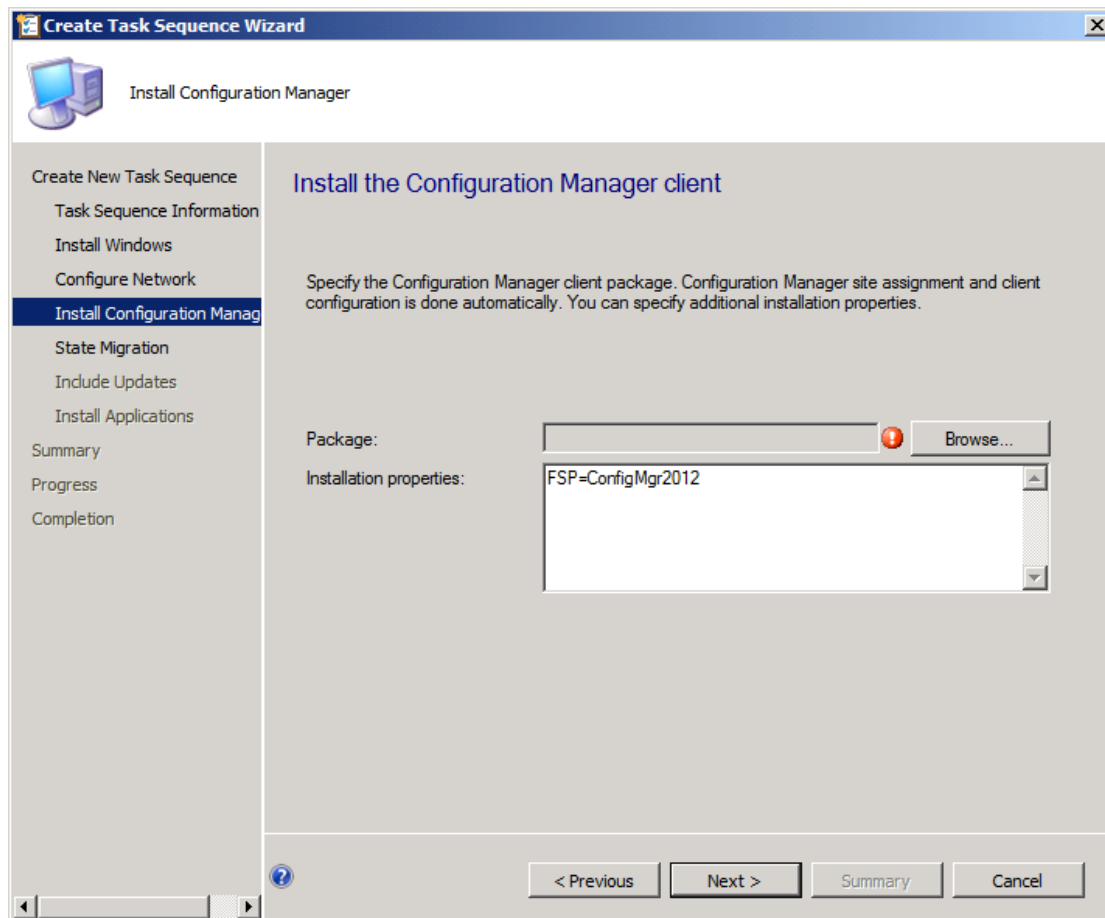 Create Task Sequence Wizard
Install Configuration Manager
Create New Task Sequence
Task Sequence Information
Install Windows
Configure Network
Install Configuration Manag
State Migration
Include Updates
Install Applications
Summary
Progress
Completion
Install the Configuration Manager client
Specify the Configuration Manager client package. Configuration Manager site assignment and client
configuration is done automatically. You can specify additional installation properties.
Package:
Browse...
Installation properties:
FSP=ConfigMgr2012
< Previous
Next >
Summary
Cancel